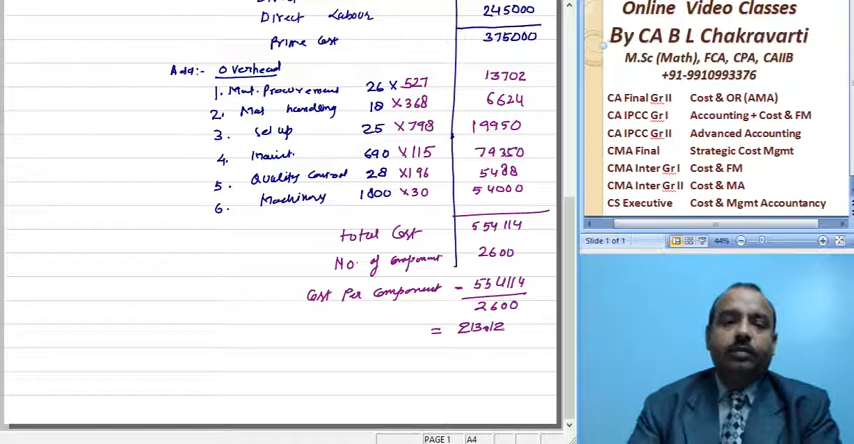 Direct Labour 245000
Prime Cost 375000
Add:- Overhead
1. Mat. Procurement 26 × 527 13702
2. Mat handling 18 × 368 6624
3. Set up 25 × 798 19950
4. Maint. 690 × 115 79350
5. Quality Control 28 × 196 5488
6. Machinery 1800 × 30 54000
Total Cost 554114
No. of Component 2600
Cost Per Component = 554114
2600
= 213.12
PAGE 1 A4
Online Video Classes
By CA B L Chakravarti
M.Sc (Math), FCA, CPA, CAIIB
+91-9910993376
CA Final Gr II Cost & OR (AMA)
CA IPCC Gr I Accounting + Cost & FM
CA IPCC Gr II Advanced Accounting
CMA Final Strategic Cost Mgmt
CMA Inter Gr I Cost & FM
CMA Inter Gr II Cost & MA
CS Executive Cost & Mgmt Accountancy
Slide 1 of 1 44%